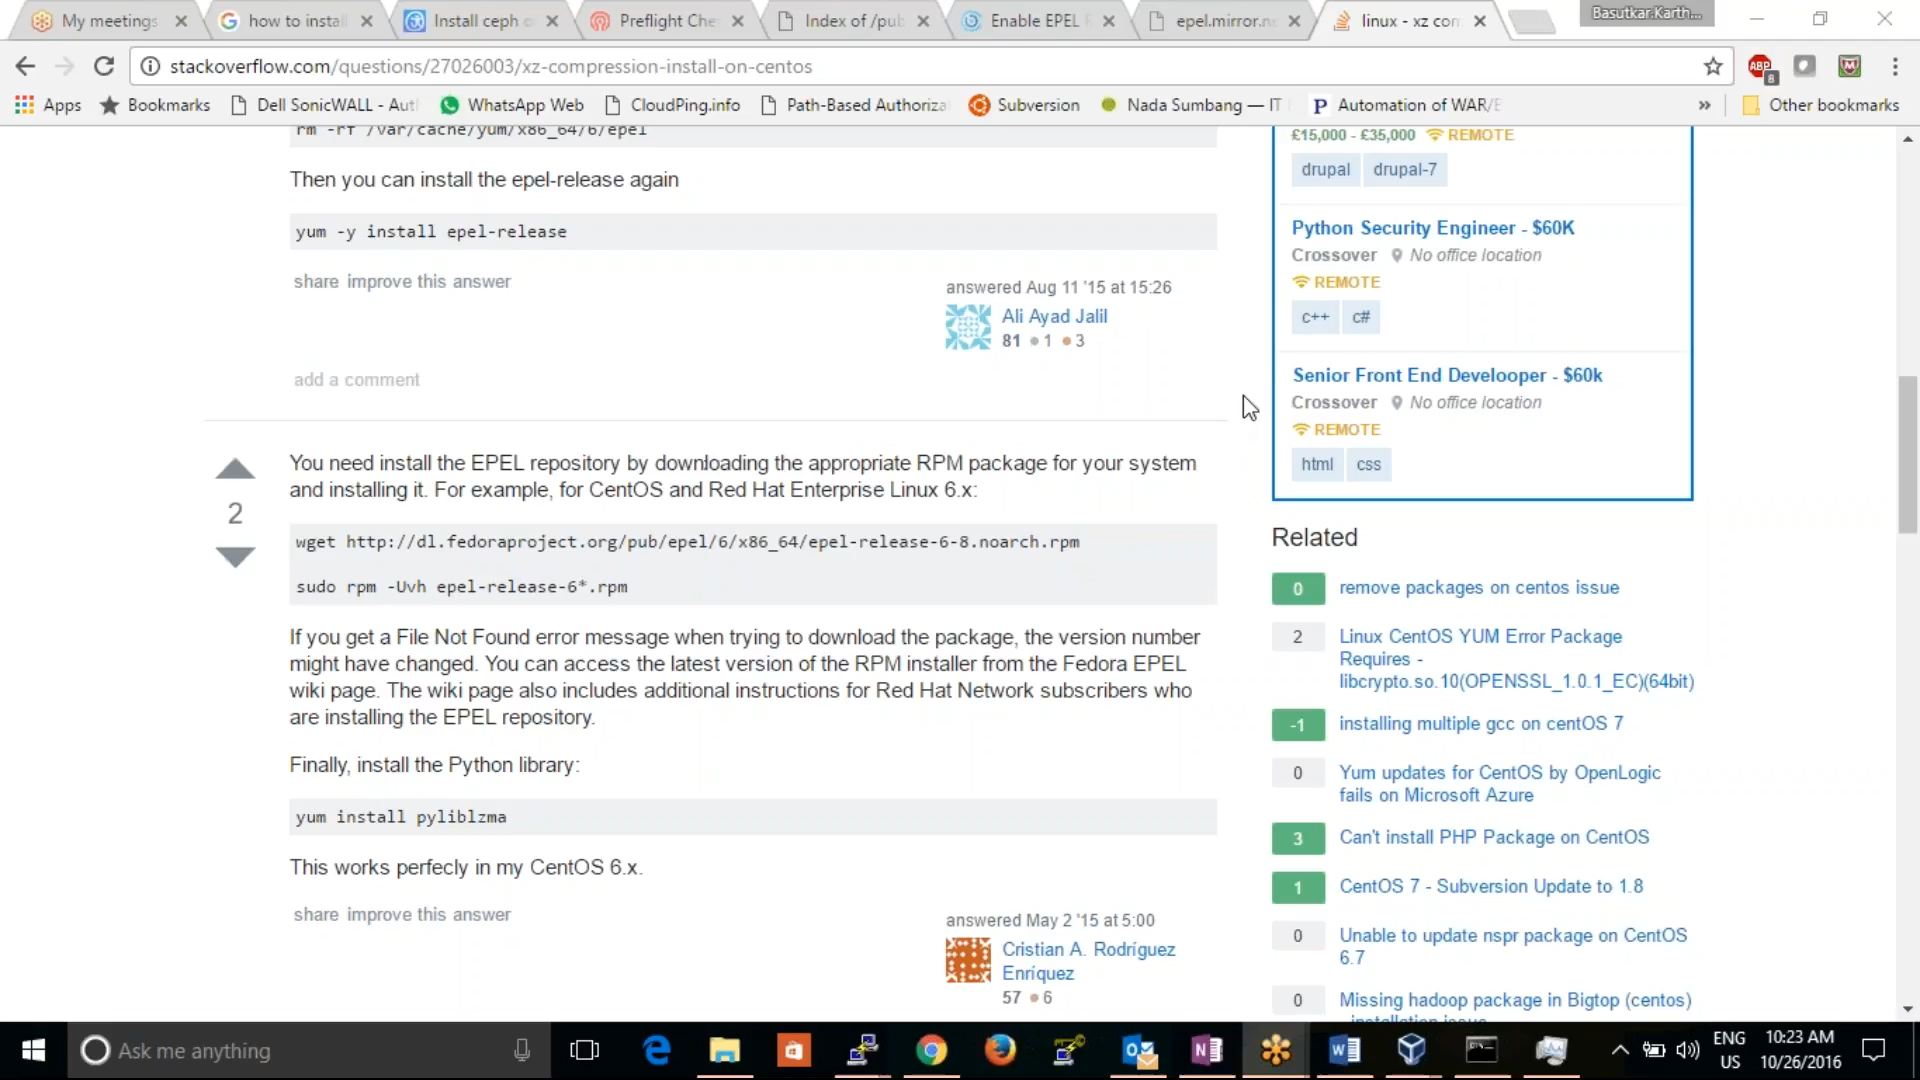 My meetings
how to install
Install ceph
Preflight Che
Index of /pub
Enable EPEL
epel.mirror.n
linux - xz com
Basutkar.Karth...
stackoverflow.com/questions/27026003/xz-compression-install-on-centos
ABP
8
Apps
Bookmarks
Dell SonicWALL - Aut
WhatsApp Web
CloudPing.info
Path-Based Authoriza
Subversion
Nada Sumbang — IT
P
Automation of WAR/E
»
Other bookmarks
rm -rf /var/cache/yum/x86_64/6/epel
Then you can install the epel-release again
yum -y install epel-release
share improve this answer
answered Aug 11 '15 at 15:26
Ali Ayad Jalil
81 ●1 ●3
add a comment
You need install the EPEL repository by downloading the appropriate RPM package for your system
and installing it. For example, for CentOS and Red Hat Enterprise Linux 6.x:
2
wget http://dl.fedoraproject.org/pub/epel/6/x86_64/epel-release-6-8.noarch.rpm
sudo rpm -Uvh epel-release-6*.rpm
If you get a File Not Found error message when trying to download the package, the version number
might have changed. You can access the latest version of the RPM installer from the Fedora EPEL
wiki page. The wiki page also includes additional instructions for Red Hat Network subscribers who
are installing the EPEL repository.
Finally, install the Python library:
yum install pyliblzma
This works perfecly in my CentOS 6.x.
share improve this answer
answered May 2 '15 at 5:00
Cristian A. Rodríguez
Enríquez
57 ●6
£15,000 - £35,000 REMOTE
drupal drupal-7
Python Security Engineer - $60K
Crossover No office location
REMOTE
c++ c#
Senior Front End Develooper - $60k
Crossover No office location
REMOTE
html css
Related
0 remove packages on centos issue
2 Linux CentOS YUM Error Package
Requires -
libcrypto.so.10(OPENSSL_1.0.1_EC)(64bit)
-1 installing multiple gcc on centOS 7
0 Yum updates for CentOS by OpenLogic
fails on Microsoft Azure
3 Can't install PHP Package on CentOS
1 CentOS 7 - Subversion Update to 1.8
0 Unable to update nspr package on CentOS
6.7
0 Missing hadoop package in Bigtop (centos)
- installation issue
Ask me anything
ENG
US
10:23 AM
10/26/2016